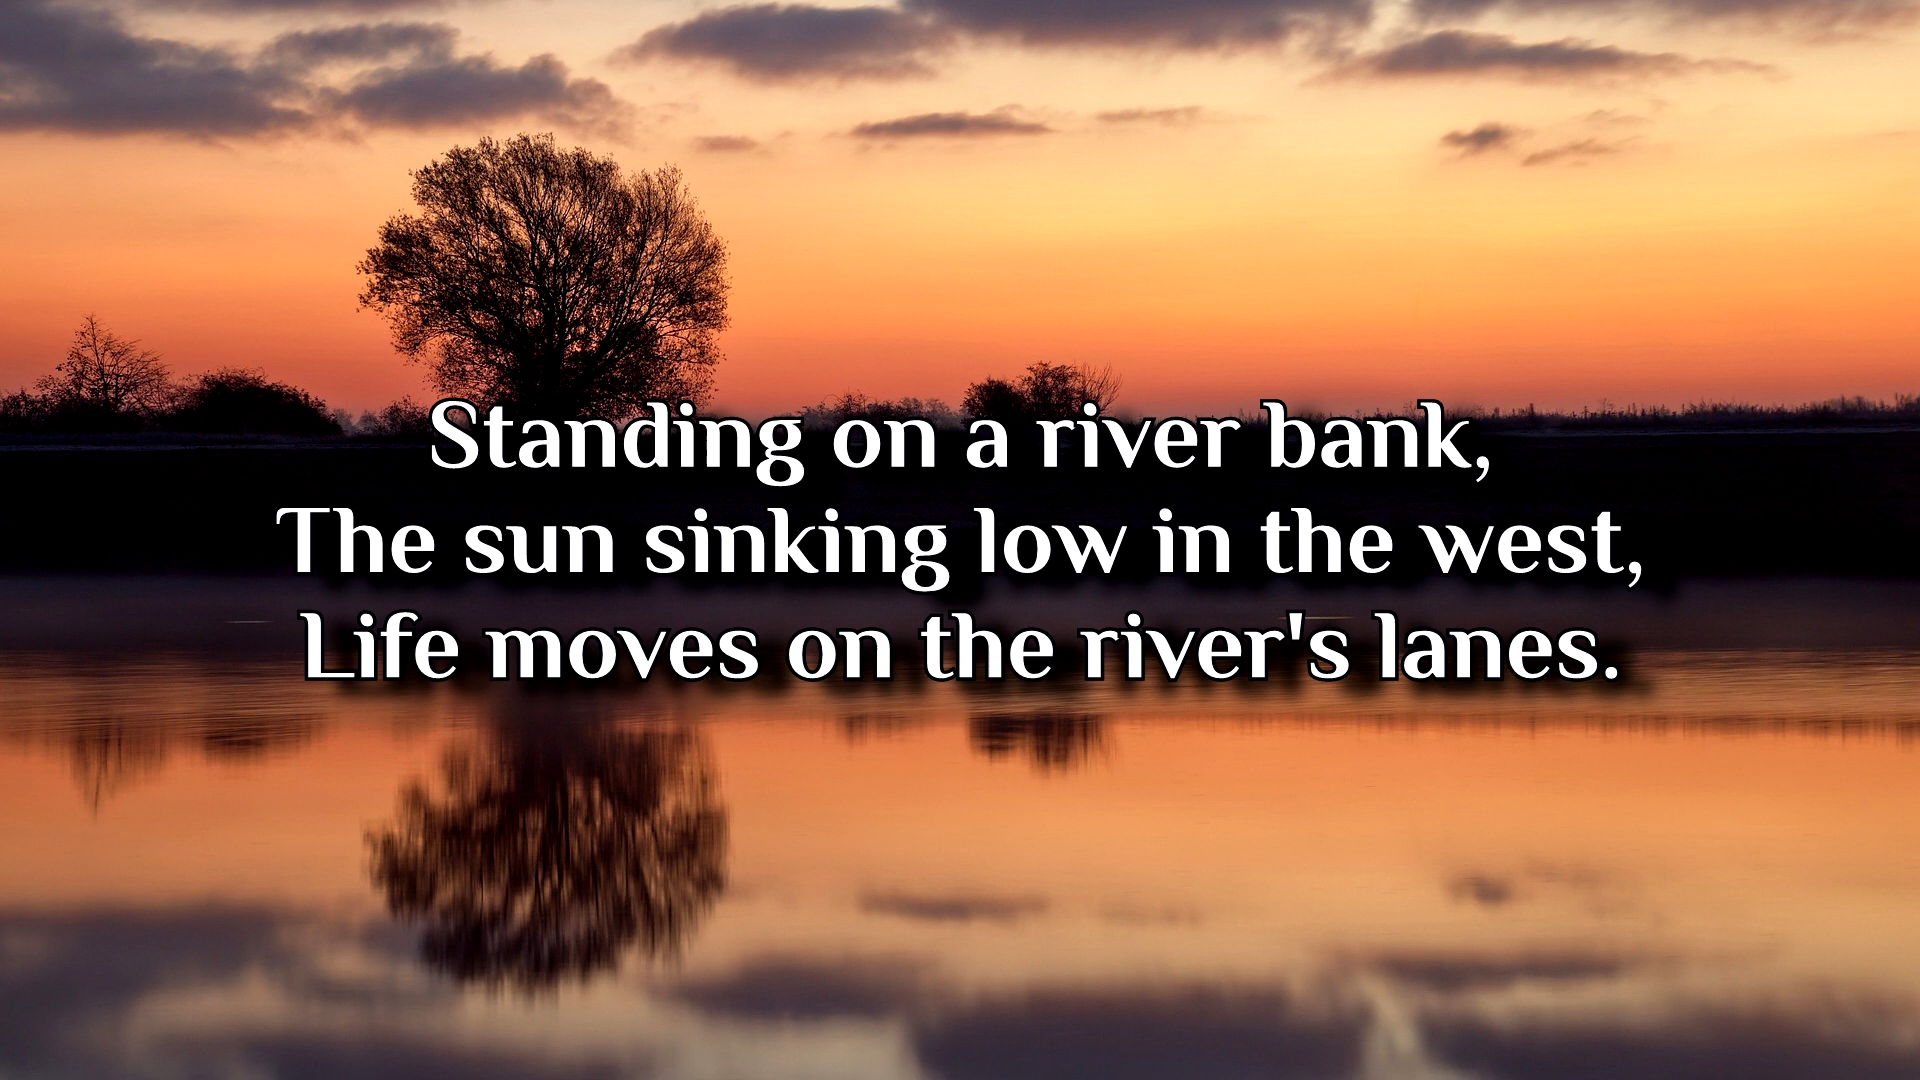 Standing on a river bank,
The sun sinking low in the west,
Life moves on the river's lanes.